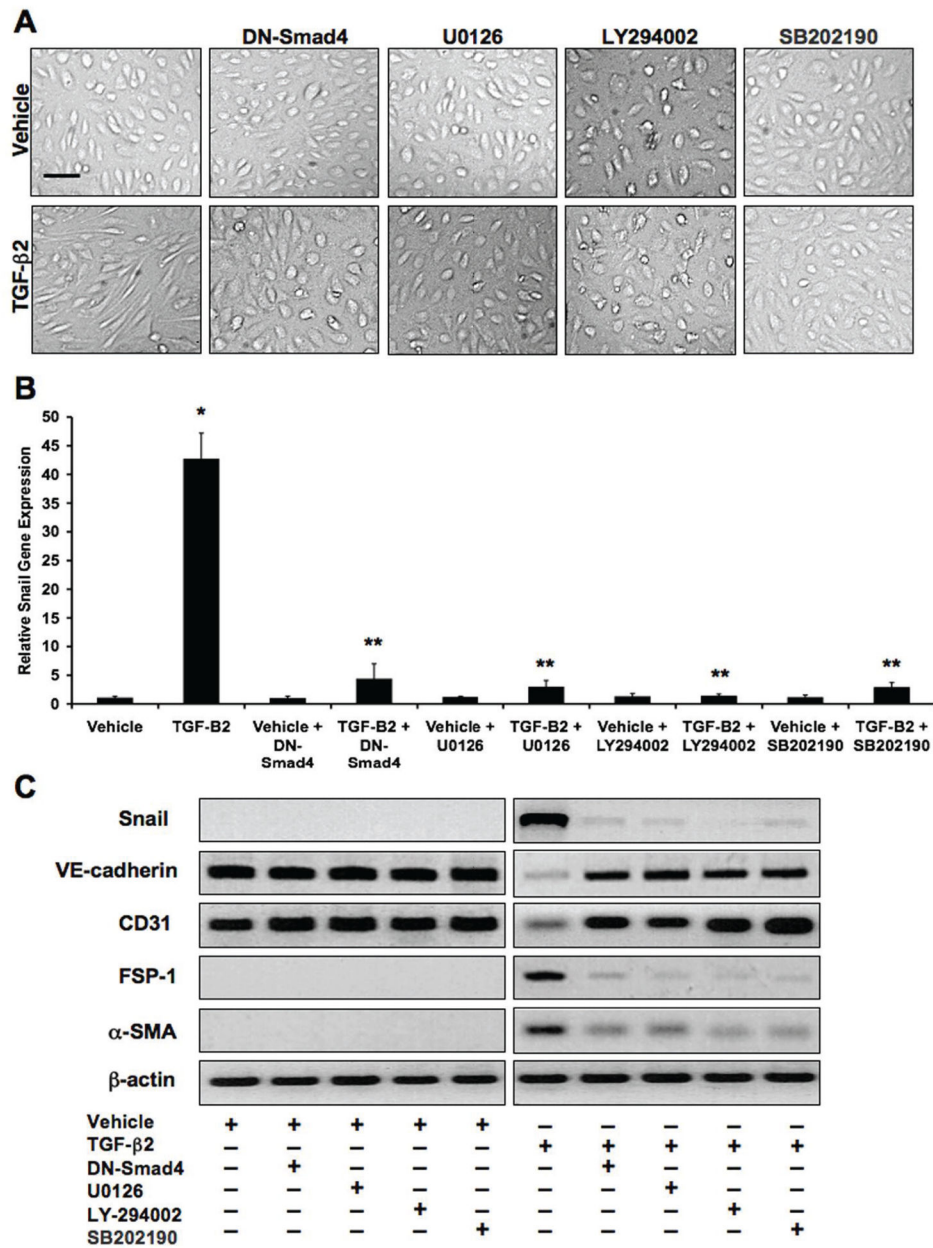 A
DN-Smad4 U0126 LY294002 SB202190
Vehicle
TGF-β2
B
Relative Snail Gene Expression
50
45
40
35
30
25
20
15
10
5
0
*
**
**
**
**
Vehicle TGF-B2 Vehicle + TGF-B2 + Vehicle + TGF-B2 + Vehicle + TGF-B2 + Vehicle + TGF-B2 +
DN- DN- U0126 U0126 LY294002 LY294002 SB202190 SB202190
Smad4 Smad4
C
Snail
VE-cadherin
CD31
FSP-1
α-SMA
β-actin
Vehicle + + + + + – – – – –
TGF-β2 – – – – – + + + + +
DN-Smad4 – + – – – – + – – –
U0126 – – + – – – – + – –
LY-294002 – – – + – – – – + –
SB202190 – – – – + – – – – +